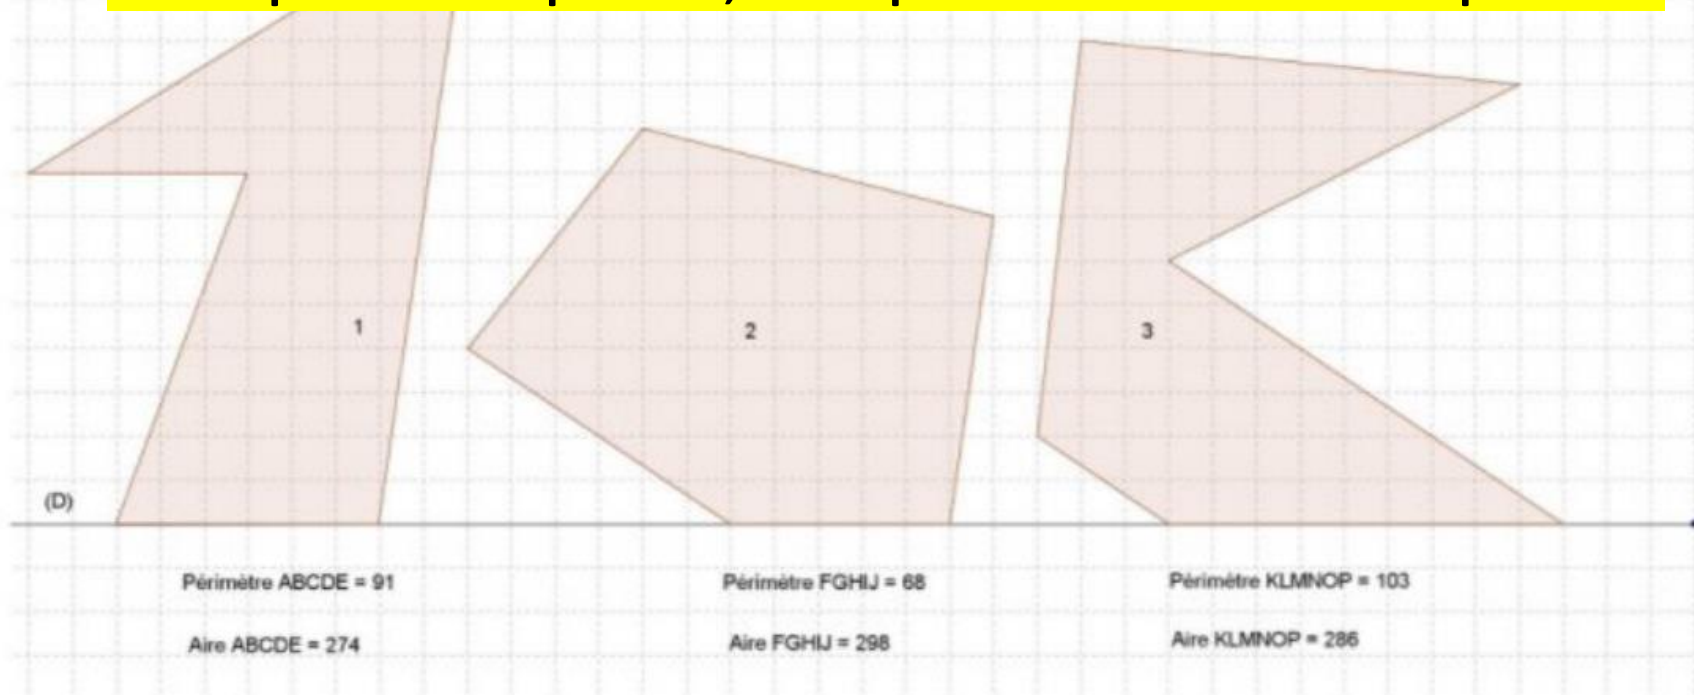 1
2
3
(D)
Périmètre ABCDE = 91
Périmètre FGHIJ = 68
Périmètre KLMNOP = 103
Aire ABCDE = 274
Aire FGHIJ = 298
Aire KLMNOP = 286